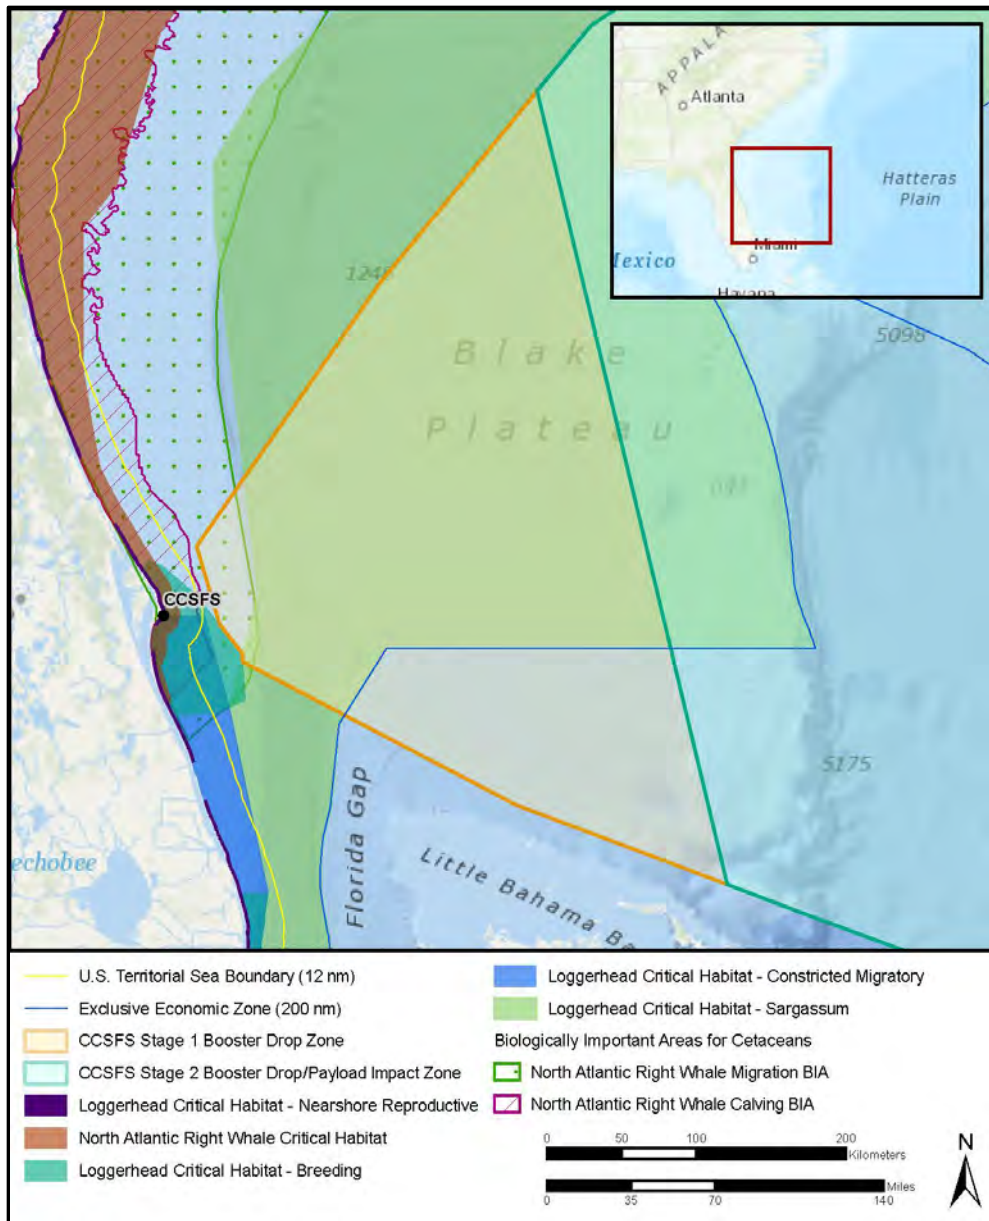 APPALA
Atlanta
Hatteras
Plain
Mexico
Miami
Havana
124
5098
Blake
Plateau
CCSFS
5175
Florida Gap
Little Bahama Ba
echobee
U.S. Territorial Sea Boundary (12 nm)
Exclusive Economic Zone (200 nm)
CCSFS Stage 1 Booster Drop Zone
CCSFS Stage 2 Booster Drop/Payload Impact Zone
Loggerhead Critical Habitat - Nearshore Reproductive
North Atlantic Right Whale Critical Habitat
Loggerhead Critical Habitat - Breeding
Loggerhead Critical Habitat - Constricted Migratory
Loggerhead Critical Habitat - Sargassum
Biologically Important Areas for Cetaceans
North Atlantic Right Whale Migration BIA
North Atlantic Right Whale Calving BIA
0 50 100 200
Kilometers
Miles
0 35 70 140
N